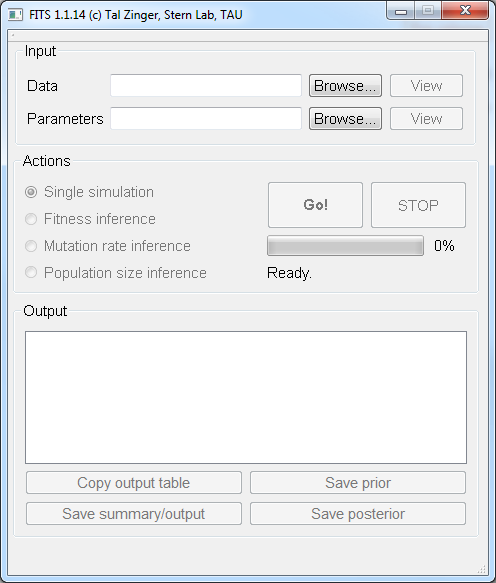 FITS 1.1.14 (c) Tal Zinger, Stern Lab, TAU
Input
Data Browse... View
Parameters Browse... View
Actions
Single simulation
Fitness inference
Mutation rate inference
Population size inference
Go! STOP
0%
Ready.
Output
Copy output table Save prior
Save summary/output Save posterior